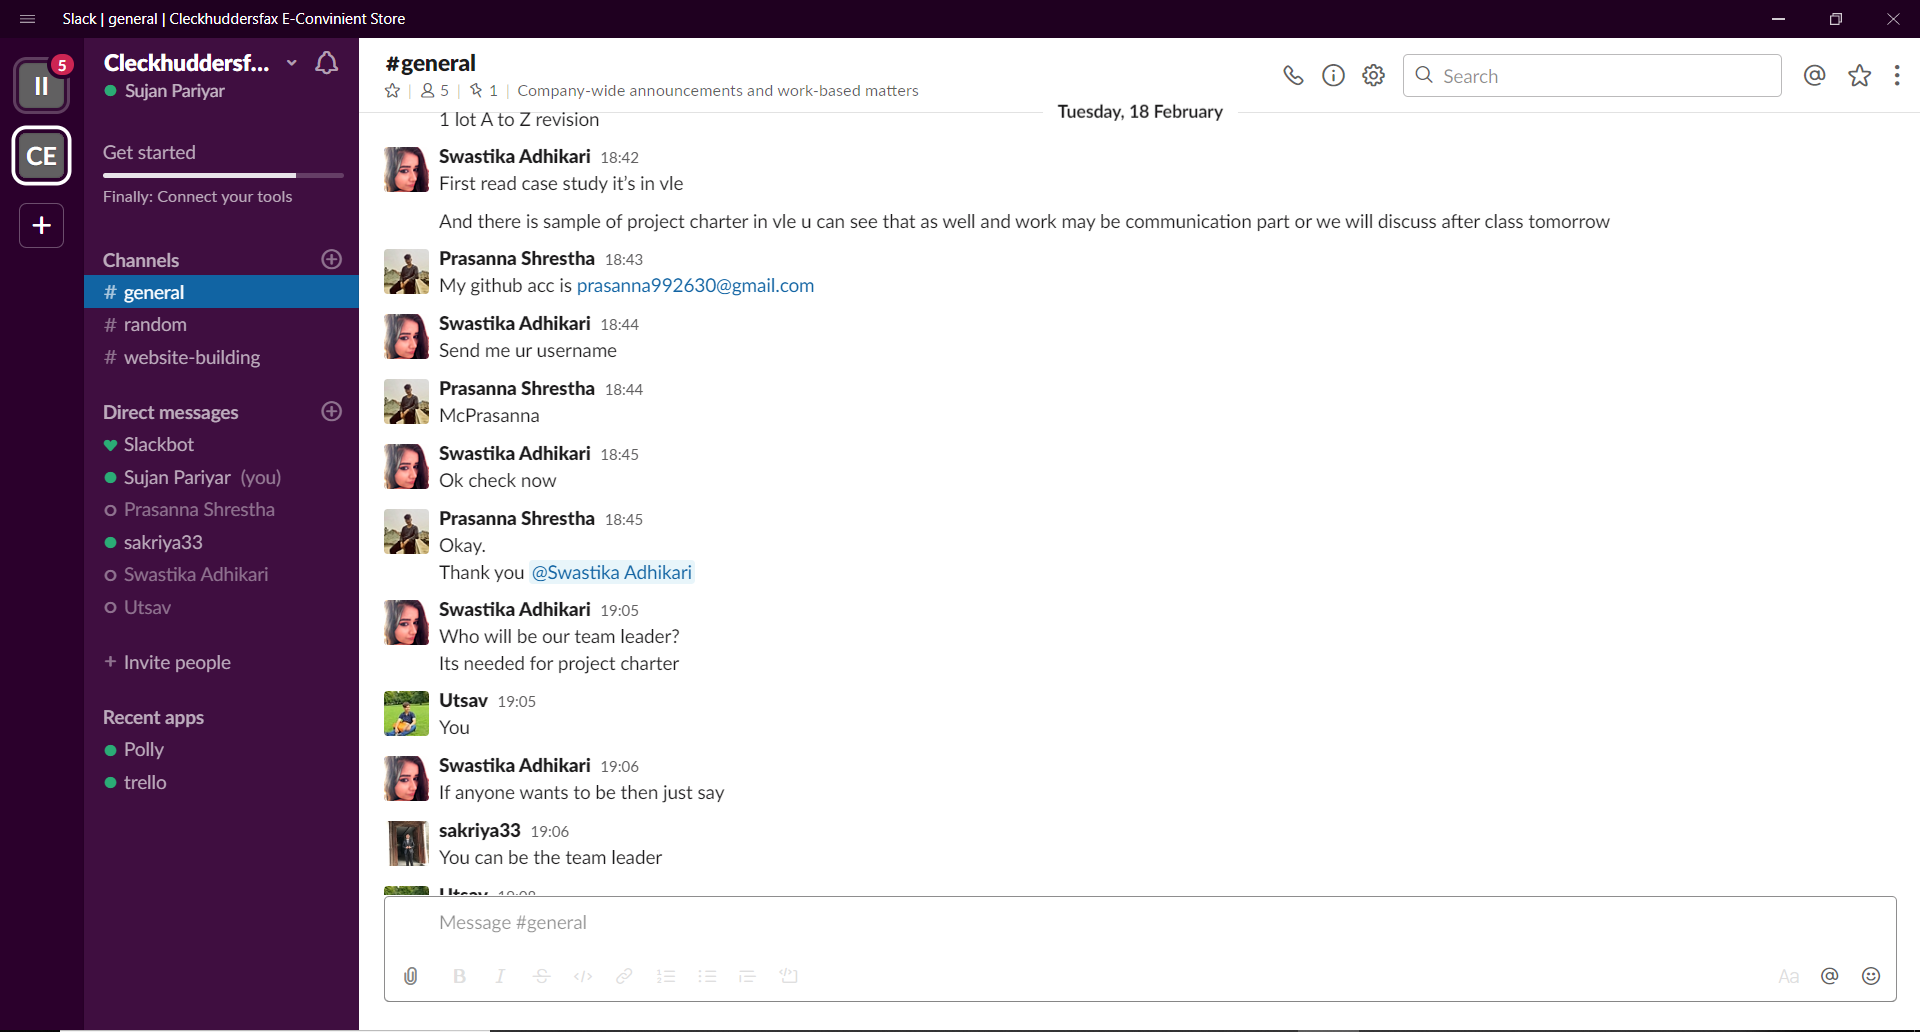 Slack | general | Cleckhuddersfax E-Convinient Store
5
II
CE
+
Cleckhuddersf...
Sujan Pariyar
Get started
Finally: Connect your tools
Channels
# general
# random
# website-building
Direct messages
Slackbot
Sujan Pariyar (you)
Prasanna Shrestha
sakriya33
Swastika Adhikari
Utsav
+ Invite people
Recent apps
Polly
trello
#general
5 | 1 | Company-wide announcements and work-based matters
Search
Tuesday, 18 February
1 lot A to Z revision
Swastika Adhikari 18:42
First read case study it's in vle
And there is sample of project charter in vle u can see that as well and work may be communication part or we will discuss after class tomorrow
Prasanna Shrestha 18:43
My github acc is prasanna992630@gmail.com
Swastika Adhikari 18:44
Send me ur username
Prasanna Shrestha 18:44
McPrasanna
Swastika Adhikari 18:45
Ok check now
Prasanna Shrestha 18:45
Okay.
Thank you @Swastika Adhikari
Swastika Adhikari 19:05
Who will be our team leader?
Its needed for project charter
Utsav 19:05
You
Swastika Adhikari 19:06
If anyone wants to be then just say
sakriya33 19:06
You can be the team leader
Utsav
Message #general
B I S </> Aa @